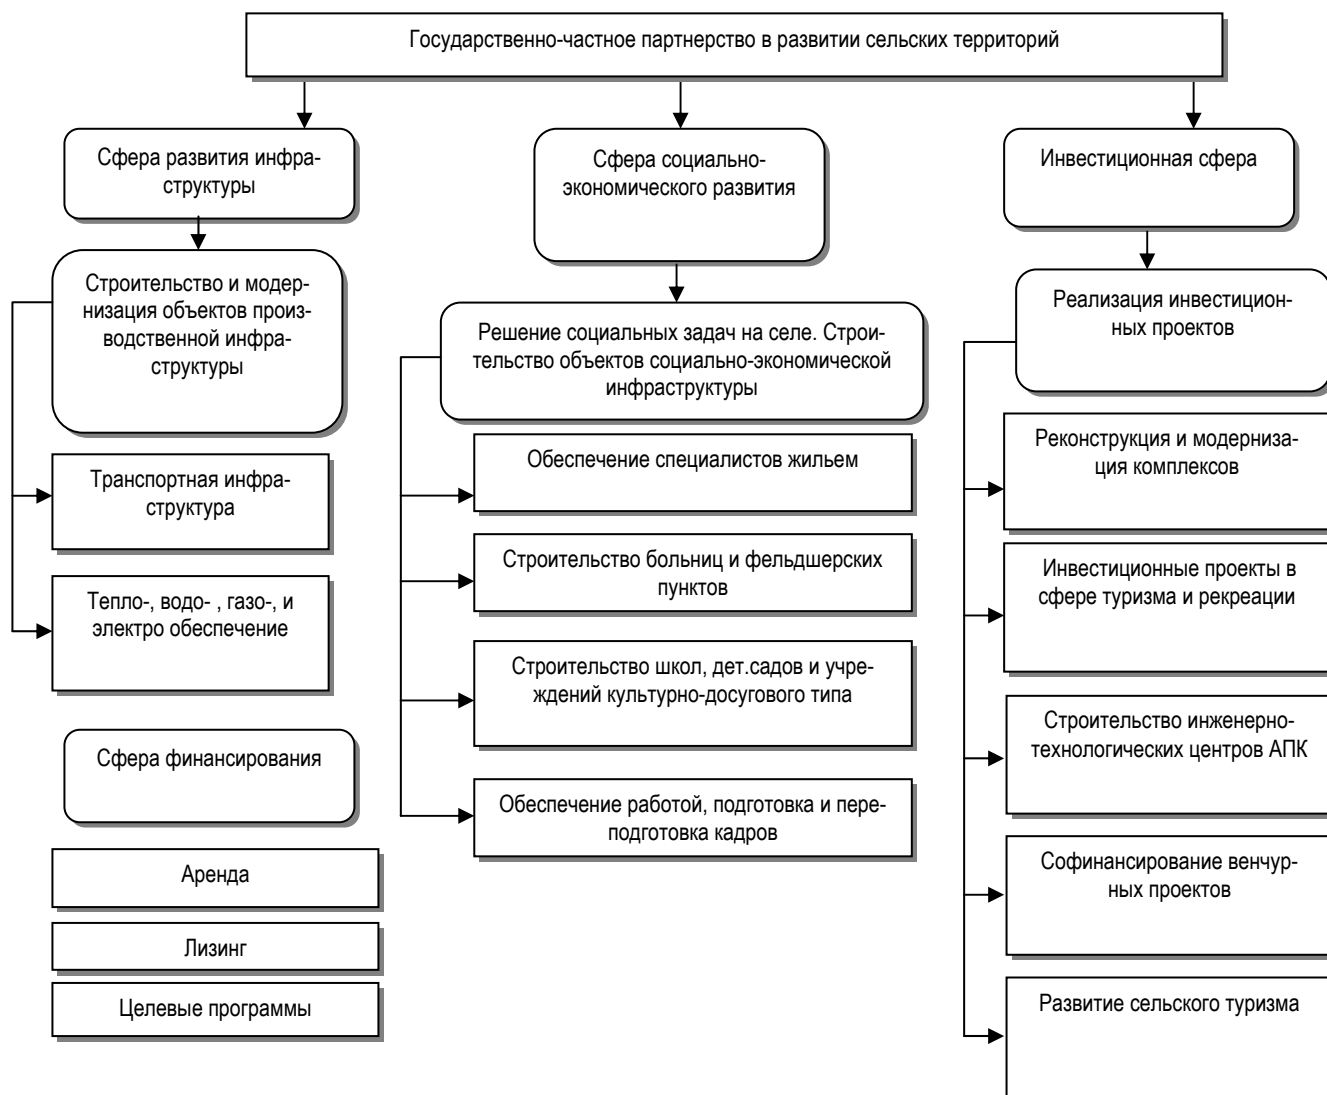 Государственно-частное партнерство в развитии сельских территорий
Сфера развития инфра-
структуры
Строительство и модер-
низация объектов произ-
водственной инфра-
структуры
Транспортная инфра-
структура
Тепло-, водо- , газо-, и
электро обеспечение
Сфера финансирования
Аренда
Лизинг
Целевые программы
Сфера социально-
экономического развития
Решение социальных задач на селе. Строи-
тельство объектов социально-экономической
инфраструктуры
Обеспечение специалистов жильем
Строительство больниц и фельдшерских
пунктов
Строительство школ, дет.садов и учре-
ждений культурно-досугового типа
Обеспечение работой, подготовка и пере-
подготовка кадров
Инвестиционная сфера
Реализация инвестицион-
ных проектов
Реконструкция и модерниза-
ция комплексов
Инвестиционные проекты в
сфере туризма и рекреации
Строительство инженерно-
технологических центров АПК
Софинансирование венчур-
ных проектов
Развитие сельского туризма